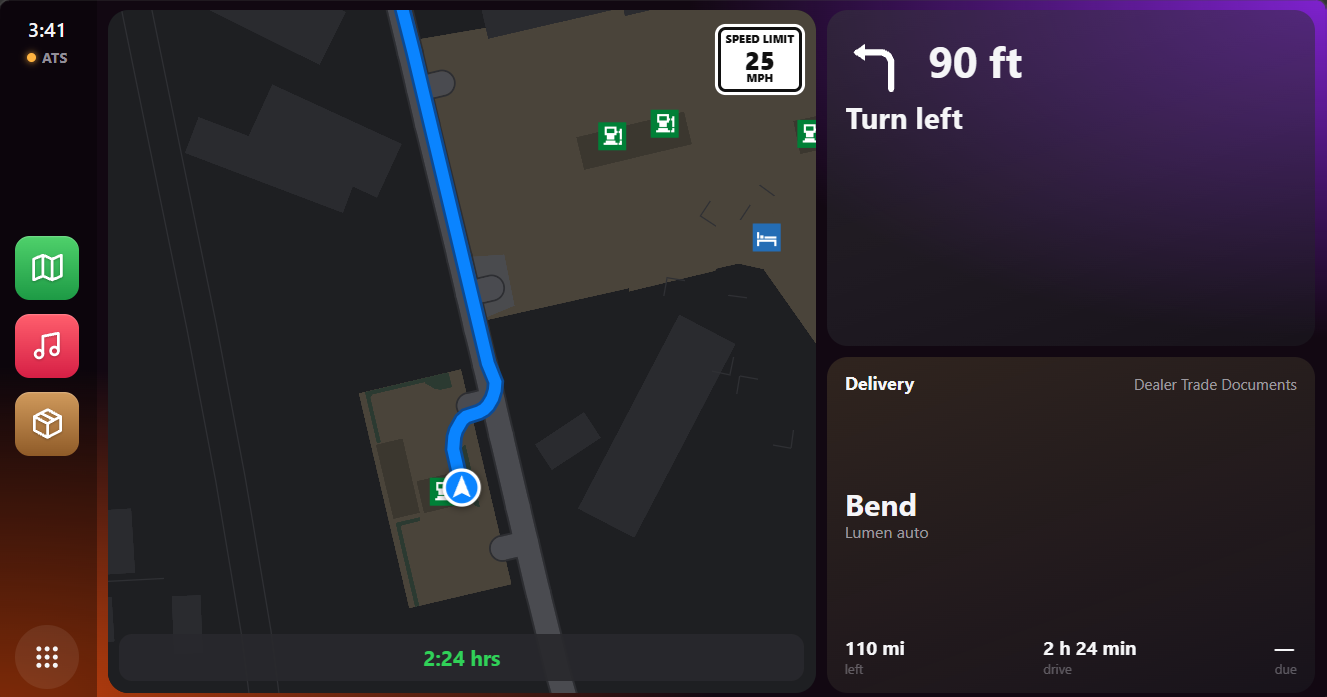 3:41
ATS
SPEED LIMIT
25
MPH
2:24 hrs
90 ft
Turn left
Delivery
Dealer Trade Documents
Bend
Lumen auto
110 mi
left
2 h 24 min
drive
—
due